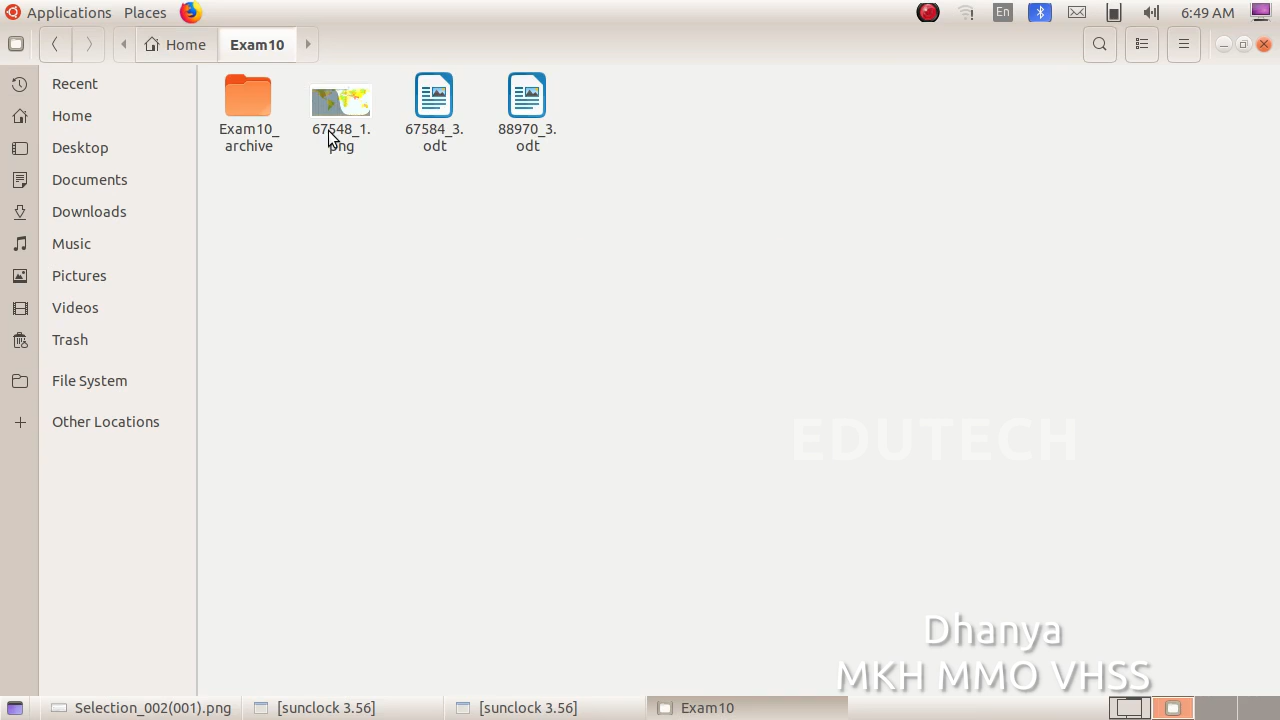 Applications Places En 6:49 AM
Home Exam10
Recent
Home
Desktop
Documents
Downloads
Music
Pictures
Videos
Trash
File System
Other Locations
Exam10_
archive
67548_1.
png
67584_3.
odt
88970_3.
odt
EDUTECH
Dhanya
MKH MMO VHSS
Selection_002(001).png [sunclock 3.56] [sunclock 3.56] Exam10